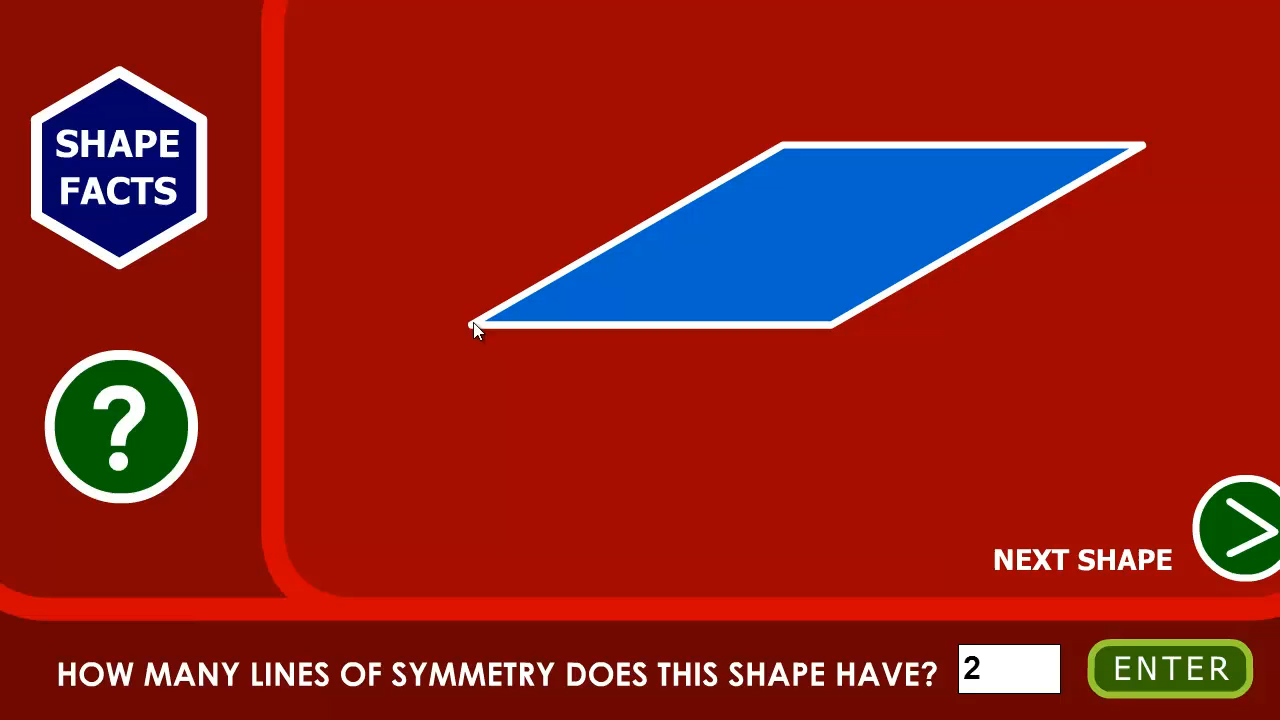 SHAPE
FACTS
?
NEXT SHAPE
HOW MANY LINES OF SYMMETRY DOES THIS SHAPE HAVE? 2 ENTER